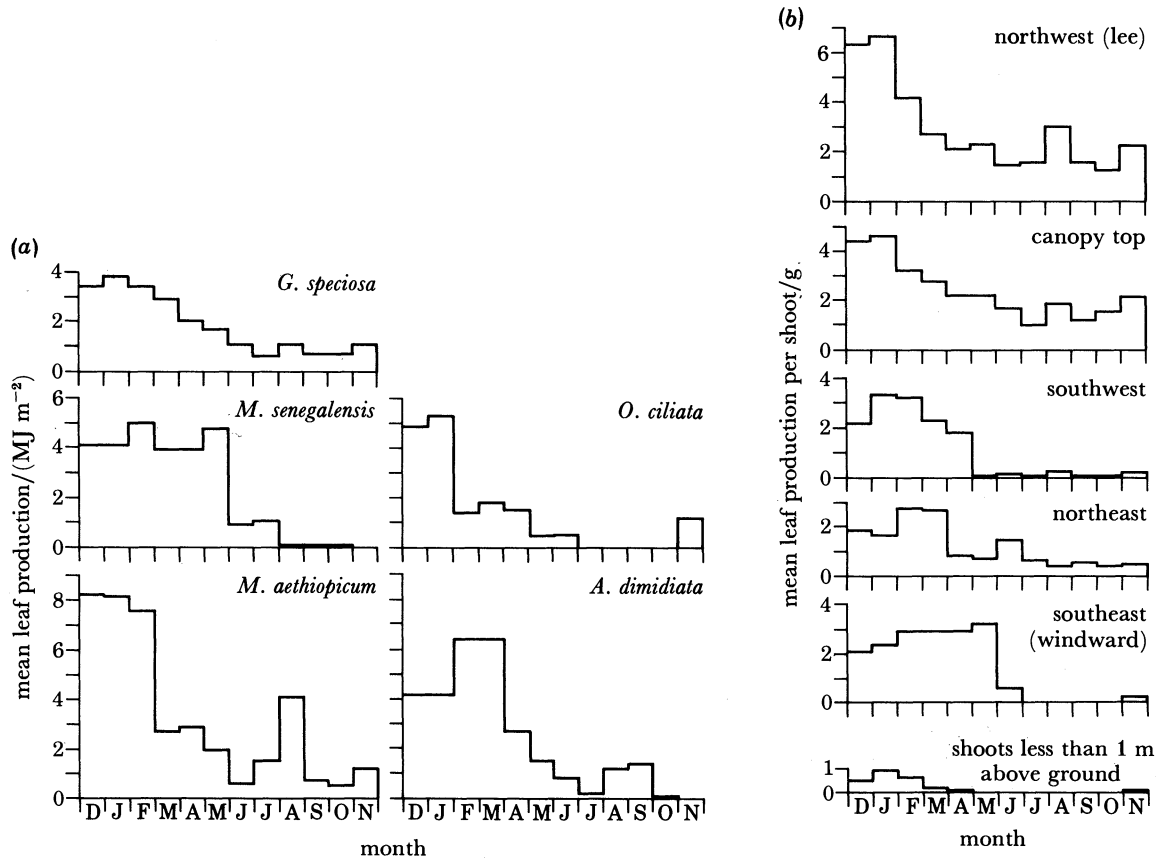 (a)
mean leaf production/(MJ m⁻²)
4
2
0
G. speciosa
6
4
2
0
M. senegalensis
O. ciliata
8
6
4
2
0
M. aethiopicum
A. dimidiata
D J F M A M J J A S O N
D J F M A M J J A S O N
month
(b)
mean leaf production per shoot/g
6
4
2
0
northwest (lee)
4
2
0
canopy top
4
2
0
southwest
2
0
northeast
4
2
0
southeast
(windward)
1
0
shoots less than 1 m
above ground
D J F M A M J J A S O N
month